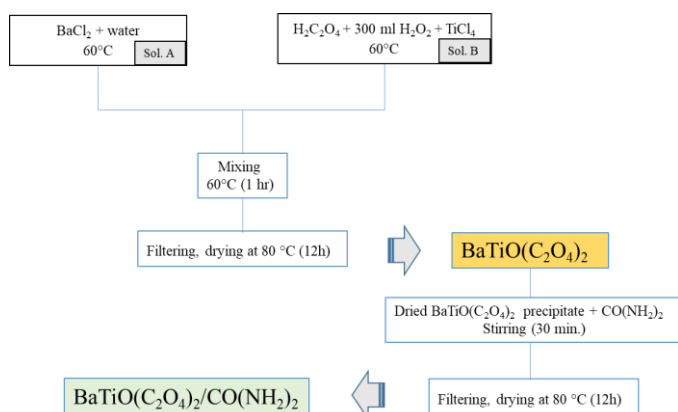 BaCl₂ + water
60°C
Sol. A
H₂C₂O₄ + 300 ml H₂O₂ + TiCl₄
60°C
Sol. B
Mixing
60°C (1 hr)
Filtering, drying at 80 °C (12h)
BaTiO(C₂O₄)₂
Dried BaTiO(C₂O₄)₂ precipitate + CO(NH₂)₂
Stirring (30 min.)
Filtering, drying at 80 °C (12h)
BaTiO(C₂O₄)₂/CO(NH₂)₂